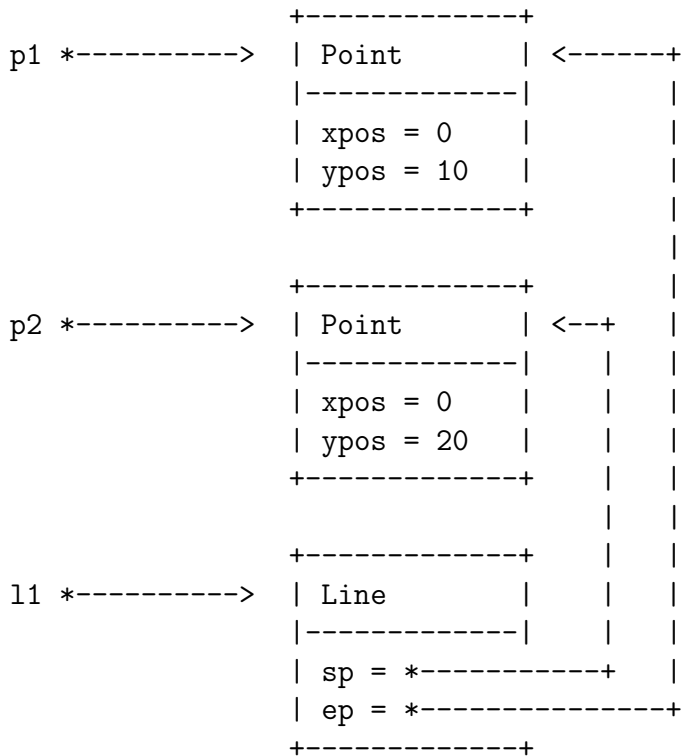 +-------------+
p1 *---------->  | Point       | <------+
                 |-------------|        |
                 | xpos = 0    |        |
                 | ypos = 10   |        |
                 +-------------+        |
                                        |
                 +-------------+        |
p2 *---------->  | Point       | <--+   |
                 |-------------|    |   |
                 | xpos = 0    |    |   |
                 | ypos = 20   |    |   |
                 +-------------+    |   |
                                    |   |
                 +-------------+    |   |
l1 *---------->  | Line        |    |   |
                 |-------------|    |   |
                 | sp = *-----------+   |
                 | ep = *---------------+
                 +-------------+